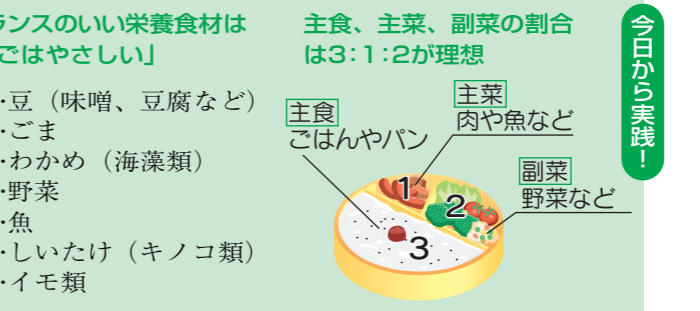 ランスのいい栄養食材は
ごはやさしい」
・豆（味噌、豆腐など）
・ごま
・わかめ（海藻類）
・野菜
・魚
・しいたけ（キノコ類）
・イモ類
主食、主菜、副菜の割合
は3：1：2が理想
主食
ごはんやパン
主菜
肉や魚など
副菜
野菜など
1
2
3
今日から実践！